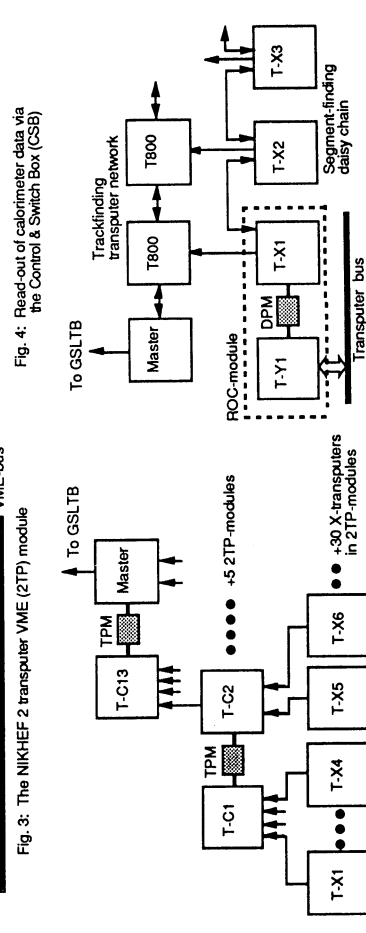 VME-bus
Fig. 3: The NIKHEF 2 transputer VME (2TP) module
Fig. 4: Read-out of calorimeter data via
the Control & Switch Box (CSB)
To GSLTB
TPM
T-C13
Master
TPM
T-C1
T-C2
+5 2TP-modules
T-X1
T-X4
T-X5
T-X6
+30 X-transputers
in 2TP-modules
To GSLTB
Trackfinding
transputer network
Master
T800
T800
ROC-module
DPM
T-Y1
T-X1
T-X2
T-X3
Segment-finding
daisy chain
Transputer bus